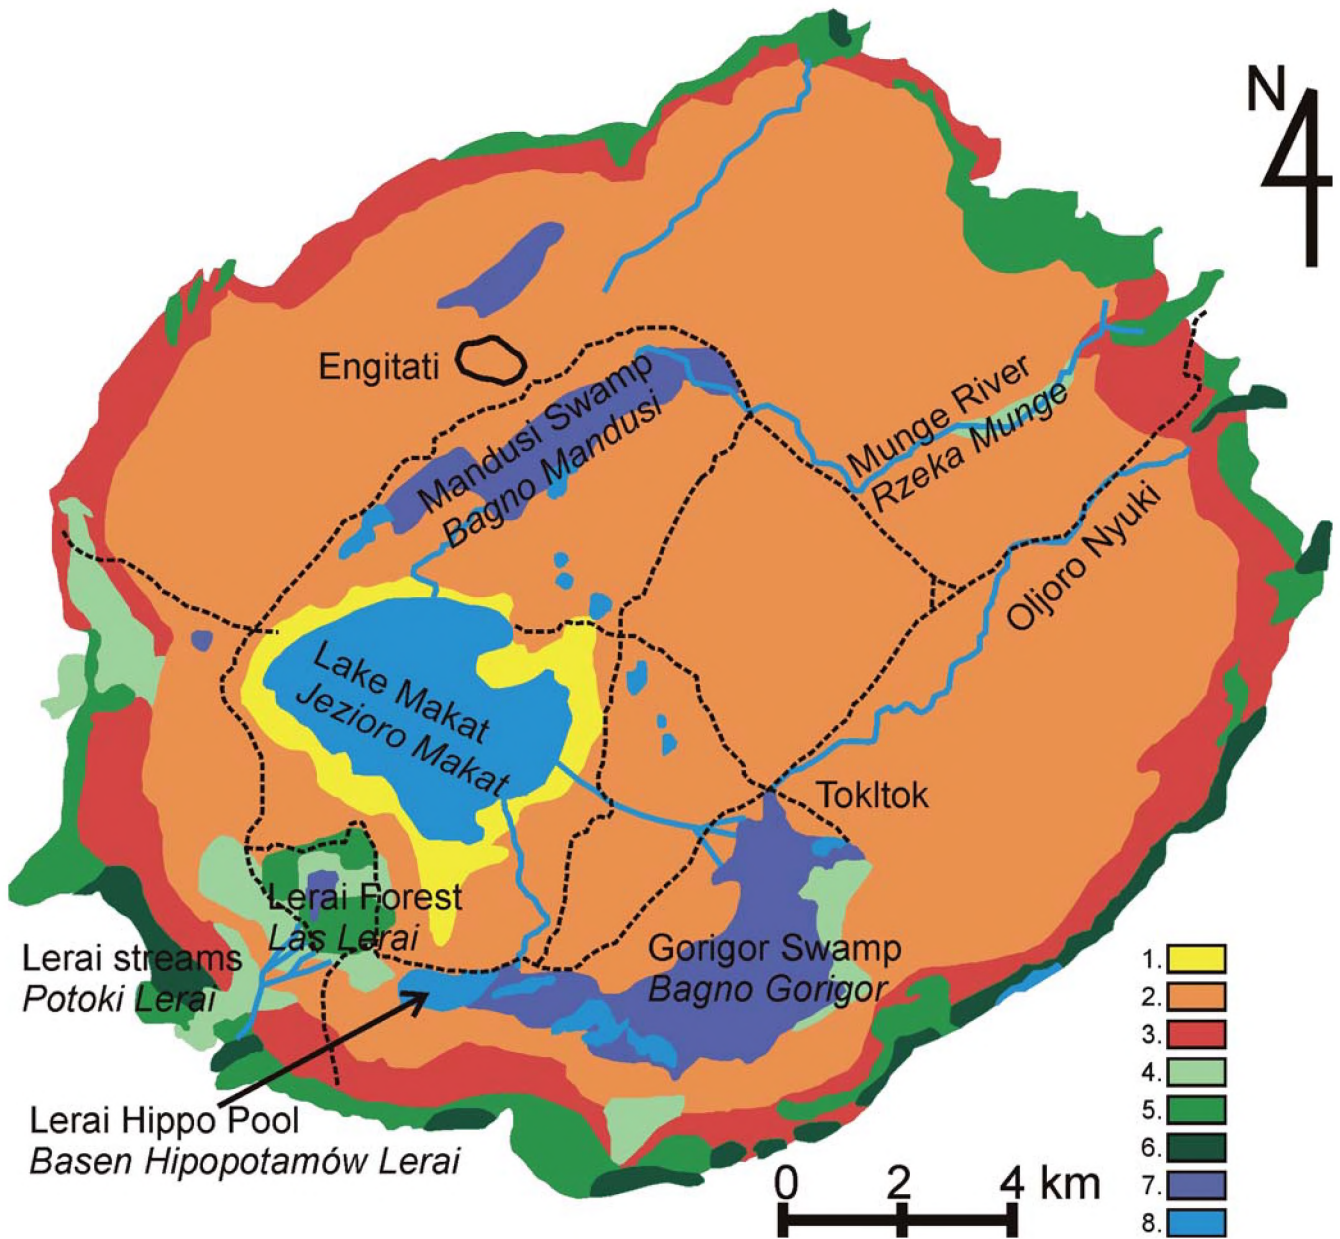 N
Engitati
Mandusi Swamp
Bagno Mandusi
Munge River
Rzeka Munge
Oljoro Nyuki
Lake Makat
Jezioro Makat
Tokltok
Lerai Forest
Las Lerai
Lerai streams
Potoki Lerai
Gorigor Swamp
Bagno Gorigor
Lerai Hippo Pool
Basen Hipopotamów Lerai
0 2 4 km
1.
2.
3.
4.
5.
6.
7.
8.